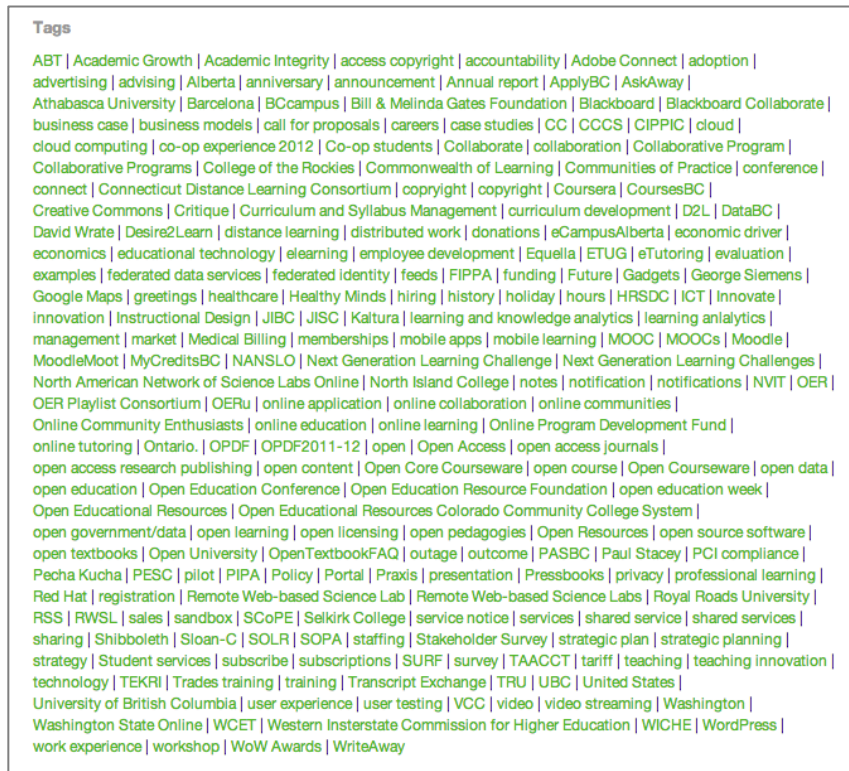 Tags
ABT | Academic Growth | Academic Integrity | access copyright | accountability | Adobe Connect | adoption |
advertising | advising | Alberta | anniversary | announcement | Annual report | ApplyBC | AskAway |
Athabasca University | Barcelona | BCcampus | Bill & Melinda Gates Foundation | Blackboard | Blackboard Collaborate |
business case | business models | call for proposals | careers | case studies | CC | CCCS | CIPPIC | cloud |
cloud computing | co-op experience 2012 | Co-op students | Collaborate | collaboration | Collaborative Program |
Collaborative Programs | College of the Rockies | Commonwealth of Learning | Communities of Practice | conference |
connect | Connecticut Distance Learning Consortium | copryight | copyright | Coursera | CoursesBC |
Creative Commons | Critique | Curriculum and Syllabus Management | curriculum development | D2L | DataBC |
David Wrate | Desire2Learn | distance learning | distributed work | donations | eCampusAlberta | economic driver |
economics | educational technology | elearning | employee development | Equella | ETUG | eTutoring | evaluation |
examples | federated data services | federated identity | feeds | FIPPA | funding | Future | Gadgets | George Siemens |
Google Maps | greetings | healthcare | Healthy Minds | hiring | history | holiday | hours | HRSDC | ICT | Innovate |
innovation | Instructional Design | JIBC | JISC | Kaltura | learning and knowledge analytics | learning anlalytics |
management | market | Medical Billing | memberships | mobile apps | mobile learning | MOOC | MOOCs | Moodle |
MoodleMoot | MyCreditsBC | NANSLO | Next Generation Learning Challenge | Next Generation Learning Challenges |
North American Network of Science Labs Online | North Island College | notes | notification | notifications | NVIT | OER |
OER Playlist Consortium | OERu | online application | online collaboration | online communities |
Online Community Enthusiasts | online education | online learning | Online Program Development Fund |
online tutoring | Ontario. | OPDF | OPDF2011-12 | open | Open Access | open access journals |
open access research publishing | open content | Open Core Courseware | open course | Open Courseware | open data |
open education | Open Education Conference | Open Education Resource Foundation | open education week |
Open Educational Resources | Open Educational Resources Colorado Community College System |
open government/data | open learning | open licensing | open pedagogies | Open Resources | open source software |
open textbooks | Open University | OpenTextbookFAQ | outage | outcome | PASBC | Paul Stacey | PCI compliance |
Pecha Kucha | PESC | pilot | PIPA | Policy | Portal | Praxis | presentation | Pressbooks | privacy | professional learning |
Red Hat | registration | Remote Web-based Science Lab | Remote Web-based Science Labs | Royal Roads University |
RSS | RWSL | sales | sandbox | SCoPE | Selkirk College | service notice | services | shared service | shared services |
sharing | Shibboleth | Sloan-C | SOLR | SOPA | staffing | Stakeholder Survey | strategic plan | strategic planning |
strategy | Student services | subscribe | subscriptions | SURF | survey | TAACCT | tariff | teaching | teaching innovation |
technology | TEKRI | Trades training | training | Transcript Exchange | TRU | UBC | United States |
University of British Columbia | user experience | user testing | VCC | video | video streaming | Washington |
Washington State Online | WCET | Western Insterstate Commission for Higher Education | WICHE | WordPress |
work experience | workshop | WoW Awards | WriteAway